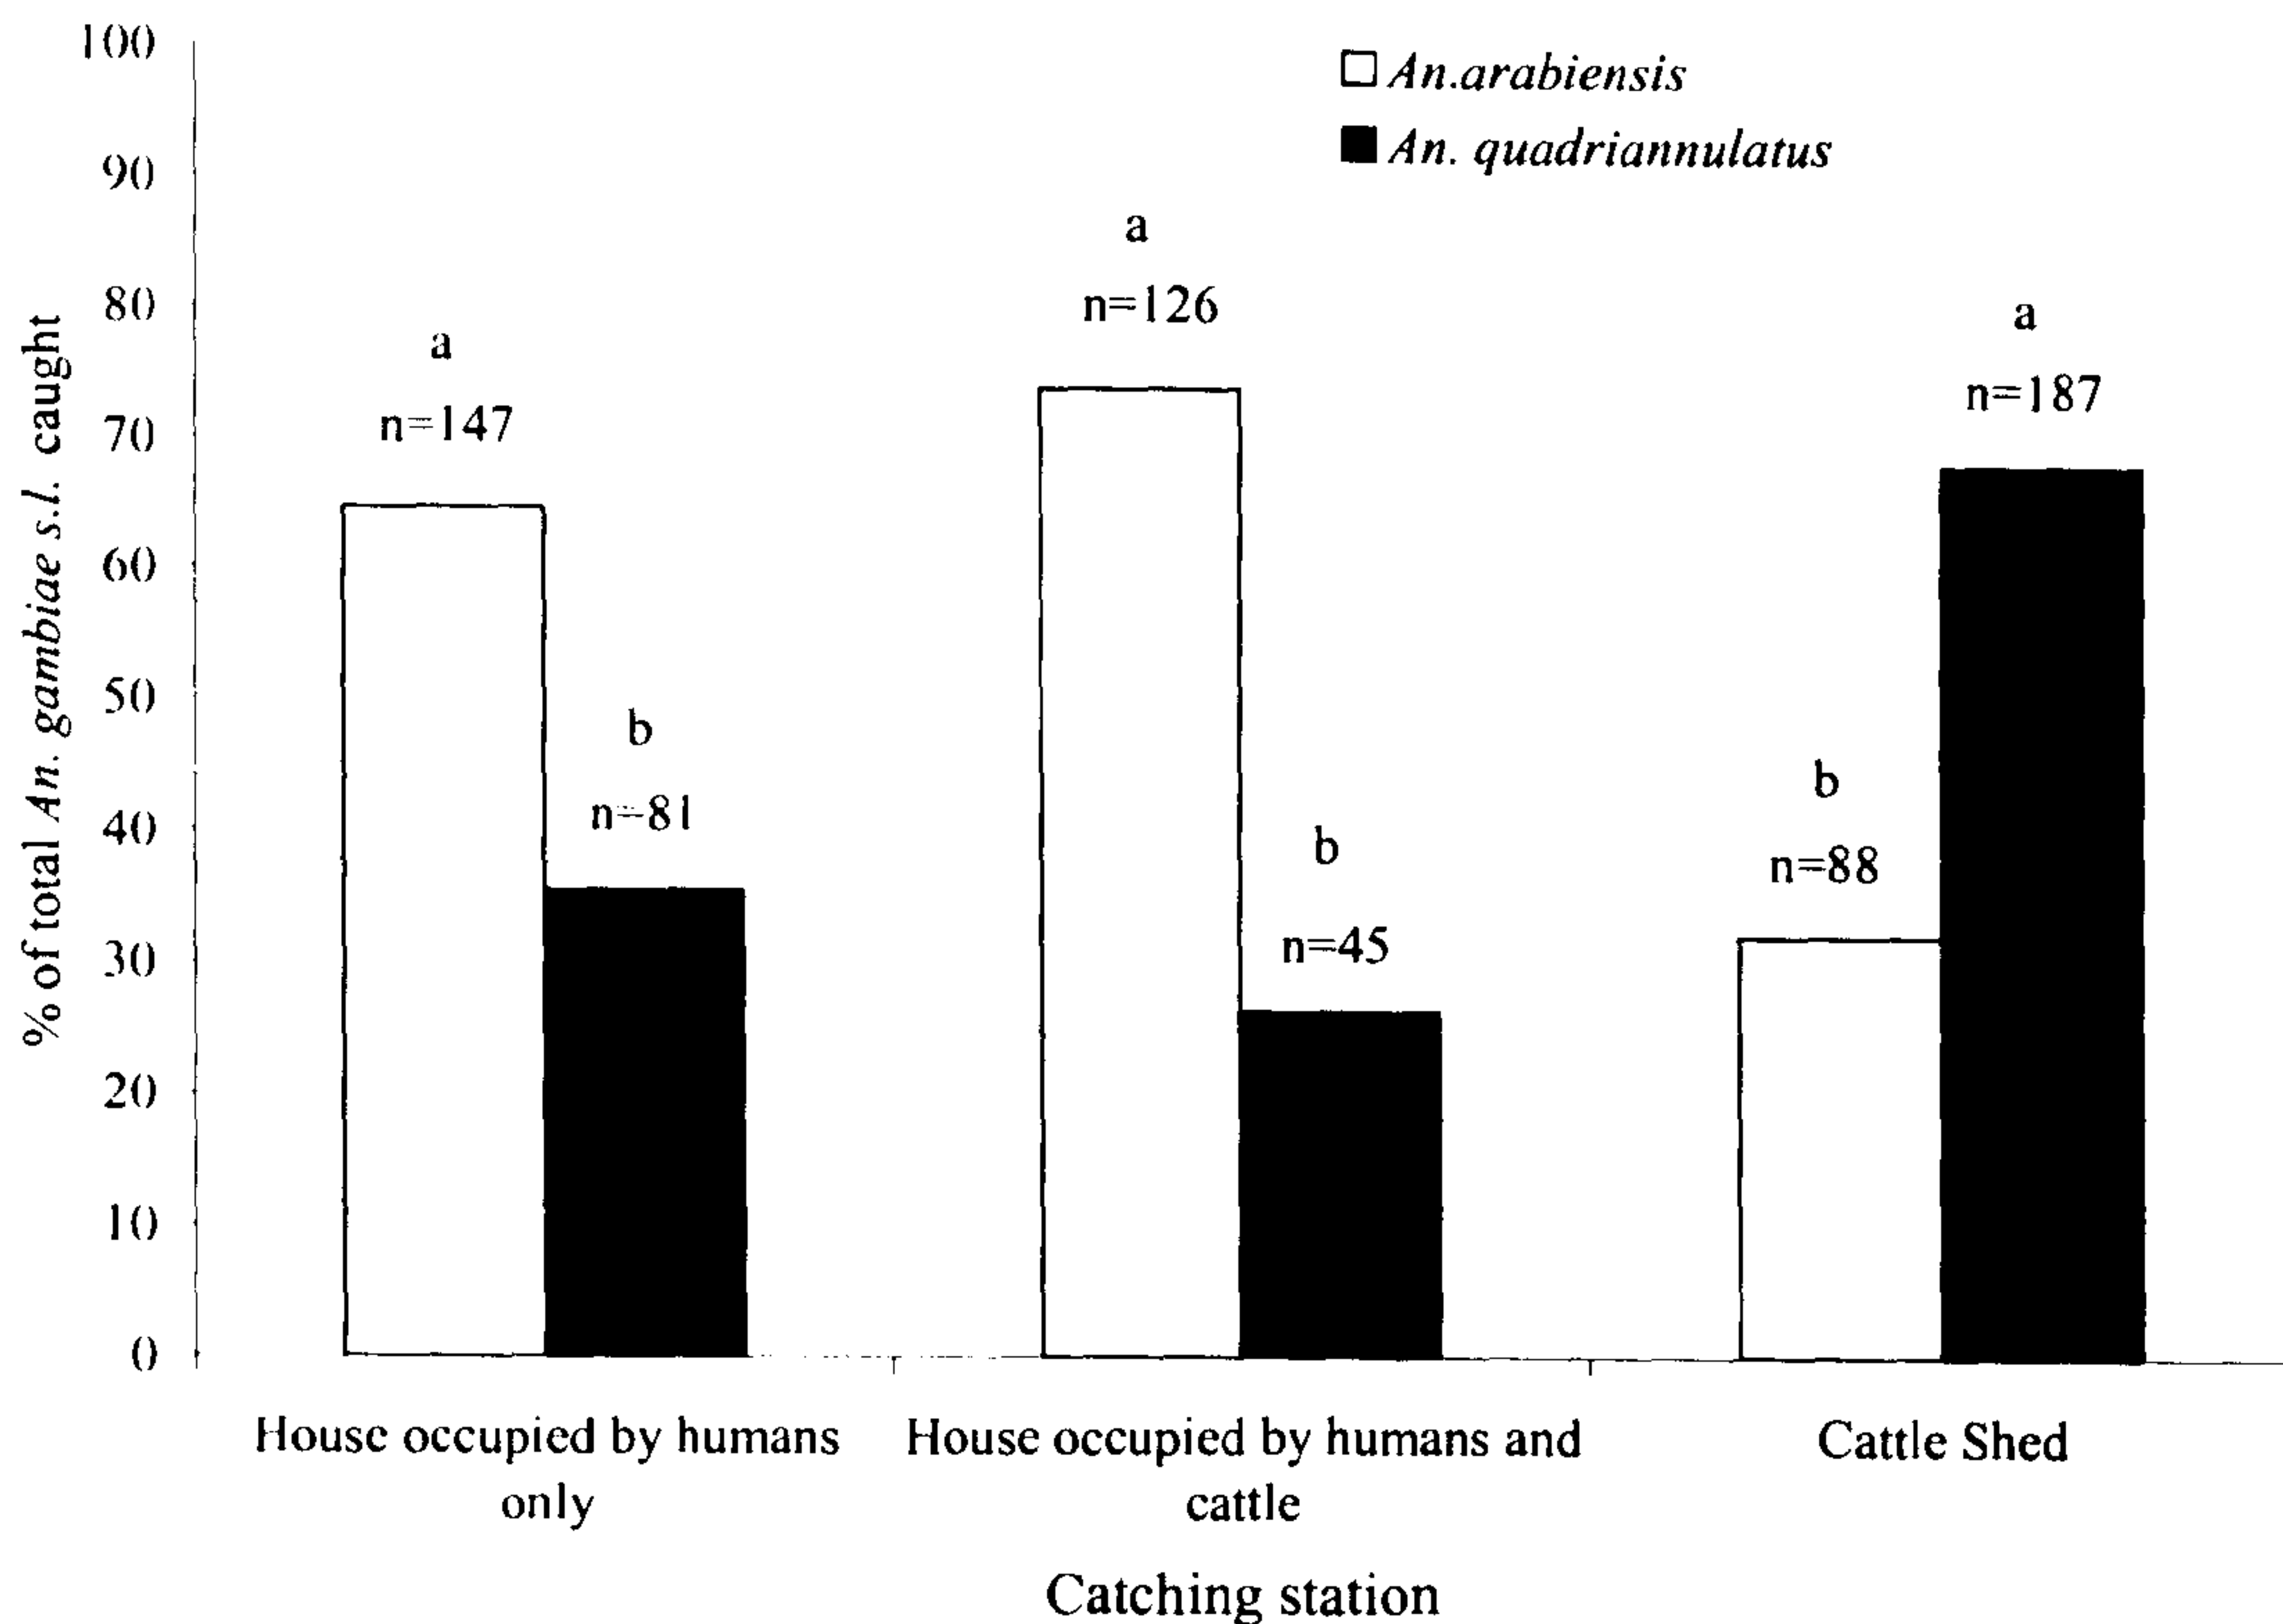 % of total An. gambiae s.l. caught
100
90
80
70
60
50
40
30
20
10
0
An.arabiensis
An. quadriannulatus
a
n=147
b
n=81
a
n=126
b
n=45
b
n=88
a
n=187
House occupied by humans
only
House occupied by humans and
cattle
Cattle Shed
Catching station